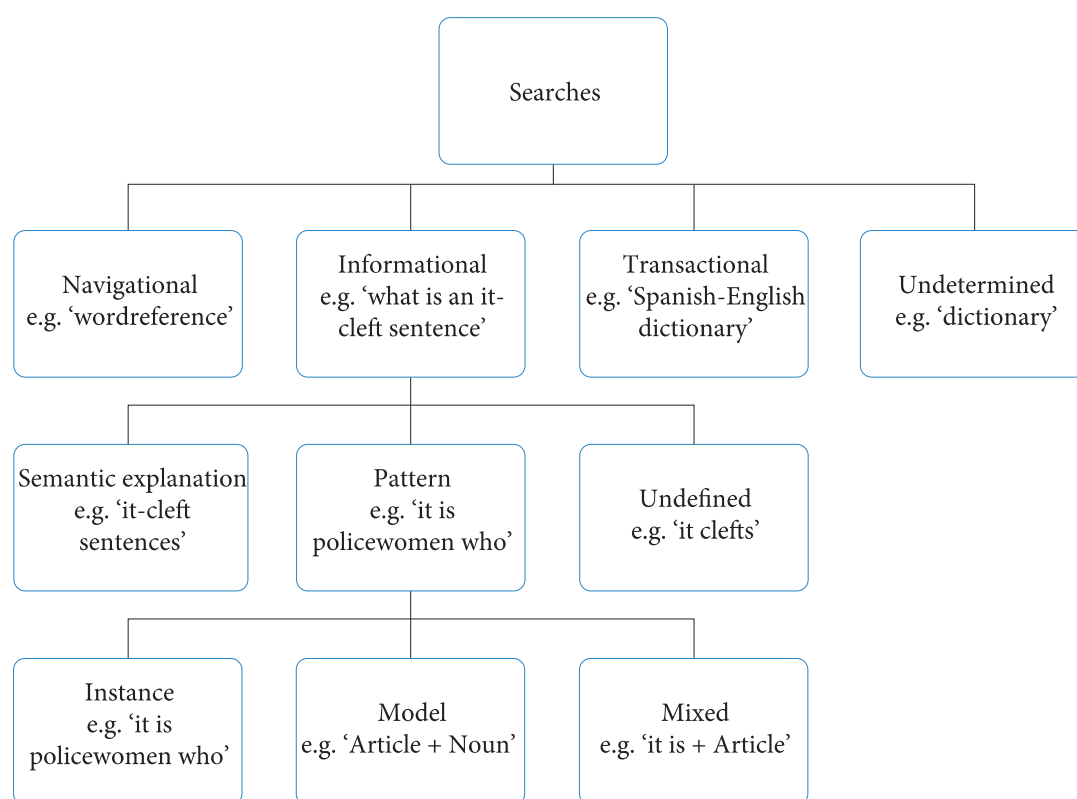 Searches
Navigational
e.g. ‘wordreference’
Informational
e.g. ‘what is an it-
cleft sentence’
Transactional
e.g. ‘Spanish-English
dictionary’
Undetermined
e.g. ‘dictionary’
Semantic explanation
e.g. ‘it-cleft
sentences’
Pattern
e.g. ‘it is
policewomen who’
Undefined
e.g. ‘it clefts’
Instance
e.g. ‘it is
policewomen who’
Model
e.g. ‘Article + Noun’
Mixed
e.g. ‘it is + Article’